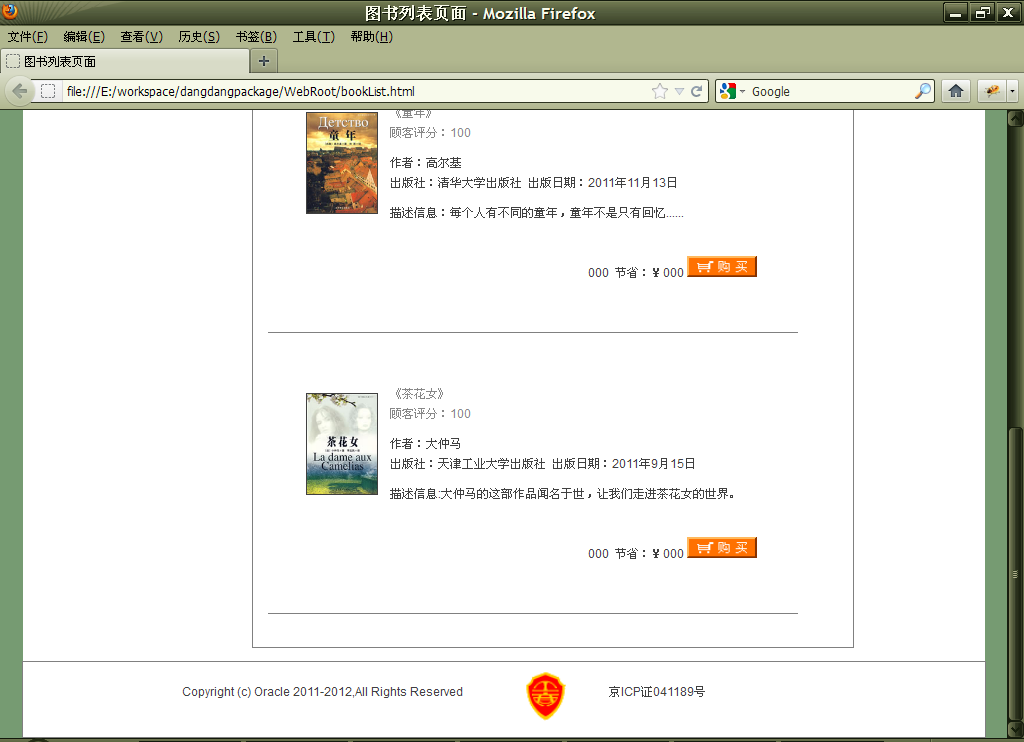 图书列表页面 - Mozilla Firefox
文件(F) 编辑(E) 查看(V) 历史(S) 书签(B) 工具(T) 帮助(H)
图书列表页面
file:///E:/workspace/dangdangpackage/WebRoot/bookList.html Google
Детство
童年
《童年》
顾客评分：100
作者：高尔基
出版社：清华大学出版社 出版日期：2011年11月13日
描述信息：每个人有不同的童年，童年不是只有回忆......
000 节省：¥ 000 购 买
茶花女
La dame aux
Camélias
《茶花女》
顾客评分：100
作者：大仲马
出版社：天津工业大学出版社 出版日期：2011年9月15日
描述信息:大仲马的这部作品闻名于世，让我们走进茶花女的世界。
000 节省：¥ 000 购 买
Copyright (c) Oracle 2011-2012,All Rights Reserved 京ICP证041189号